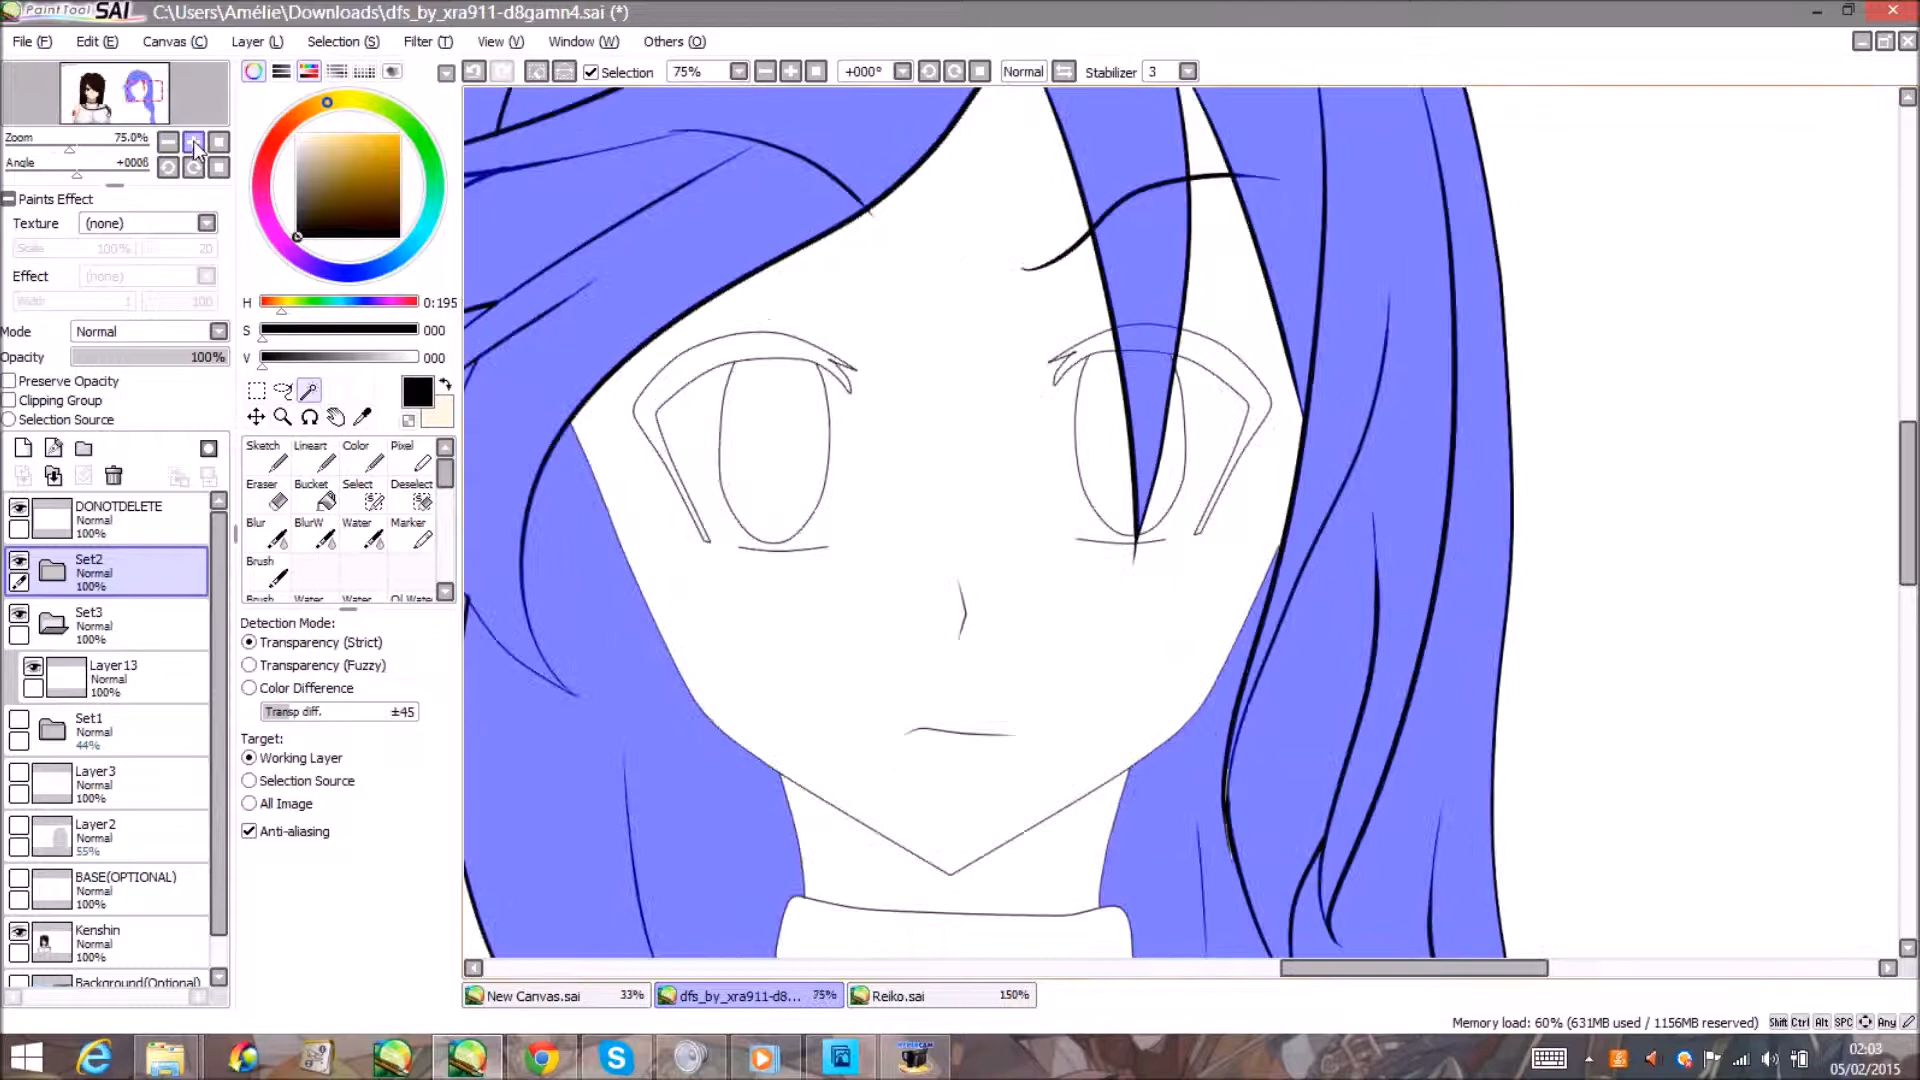 PaintTool SAI C:\Users\Amélie\Downloads\dfs_by_xra911-d8gamn4.sai (*)
File (F) Edit (E) Canvas (C) Layer (L) Selection (S) Filter (T) View (V) Window (W) Others (O)
Selection 75% +000° Normal Stabilizer 3
Zoom 75.0%
Angle +000ß
Paints Effect
Texture (none)
Scale 100% 20
Effect (none)
Width 1 100
Mode Normal
Opacity 100%
Preserve Opacity
Clipping Group
Selection Source
DONOTDELETE
Normal
100%
Set2
Normal
100%
Set3
Normal
100%
Layer13
Normal
100%
Set1
Normal
44%
Layer3
Normal
100%
Layer2
Normal
55%
BASE(OPTIONAL)
Normal
100%
Kenshin
Normal
100%
Background(Optional)
H 0:195
S 000
V 000
Sketch Lineart Color Pixel
Eraser Bucket Select Deselect
Blur BlurW Water Marker
Brush
Brush Water Water Oil Water
Detection Mode:
Transparency (Strict)
Transparency (Fuzzy)
Color Difference
Transp diff. ±45
Target:
Working Layer
Selection Source
All Image
Anti-aliasing
New Canvas.sai 33% dfs_by_xra911-d8... 75% Reiko.sai 150%
Memory load: 60% (631MB used / 1156MB reserved) Shift Ctrl Alt SPC Any
HYPERCAM
02:03
05/02/2015